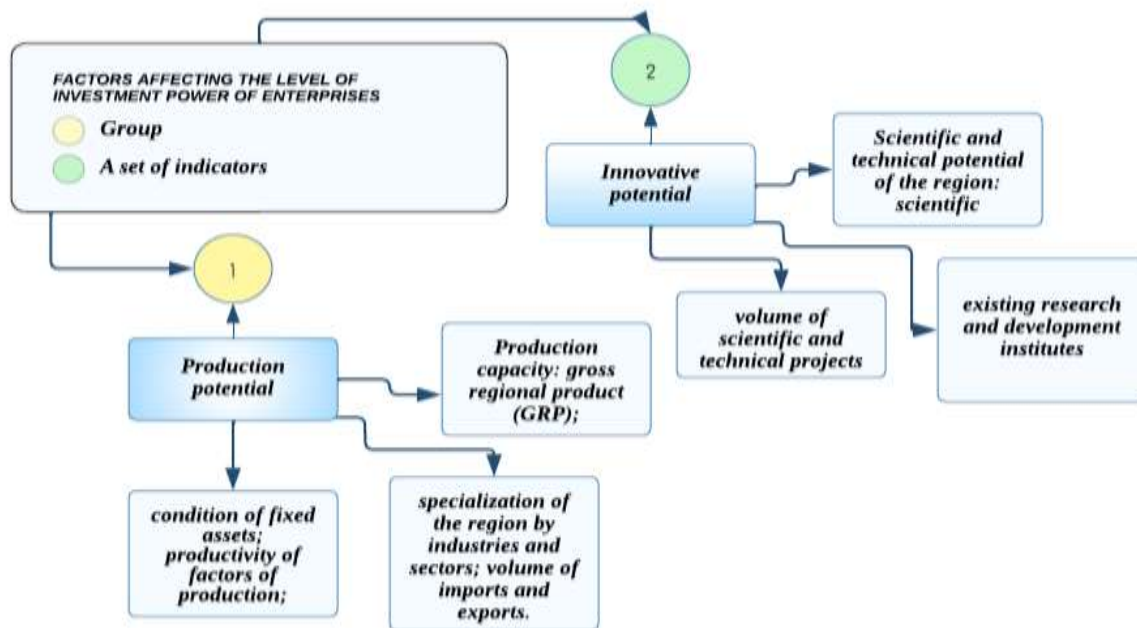 FACTORS AFFECTING THE LEVEL OF
INVESTMENT POWER OF ENTERPRISES
Group
A set of indicators
2
Innovative
potential
Scientific and
technical potential
of the region:
scientific
volume of
scientific and
technical projects
existing research
and development
institutes
1
Production
potential
Production
capacity: gross
regional product
(GRP);
condition of fixed
assets;
productivity of
factors of
production;
specialization of
the region by
industries and
sectors; volume of
imports and
exports.